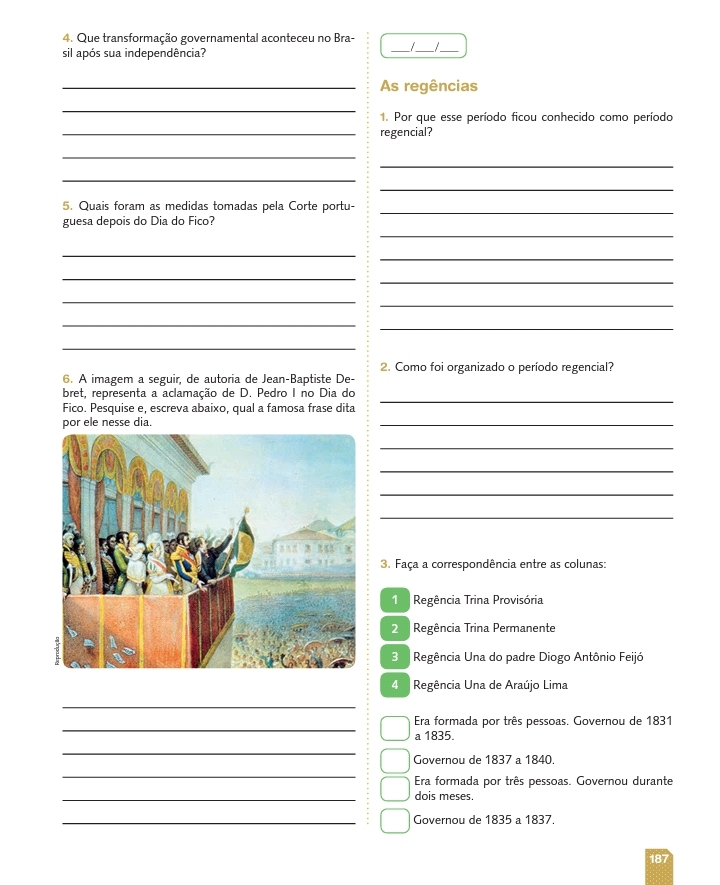 4. Que transformação governamental aconteceu no Bra-
sil após sua independência?
5. Quais foram as medidas tomadas pela Corte portu-
guesa depois do Dia do Fico?
6. A imagem a seguir, de autoria de Jean-Baptiste De-
bret, representa a aclamação de D. Pedro I no Dia do
Fico. Pesquise e, escreva abaixo, qual a famosa frase dita
por ele nesse dia.
Reprodução
___/___/___
As regências
1. Por que esse período ficou conhecido como período
regencial?
2. Como foi organizado o período regencial?
3. Faça a correspondência entre as colunas:
1 Regência Trina Provisória
2 Regência Trina Permanente
3 Regência Una do padre Diogo Antônio Feijó
4 Regência Una de Araújo Lima
Era formada por três pessoas. Governou de 1831
a 1835.
Governou de 1837 a 1840.
Era formada por três pessoas. Governou durante
dois meses.
Governou de 1835 a 1837.
187